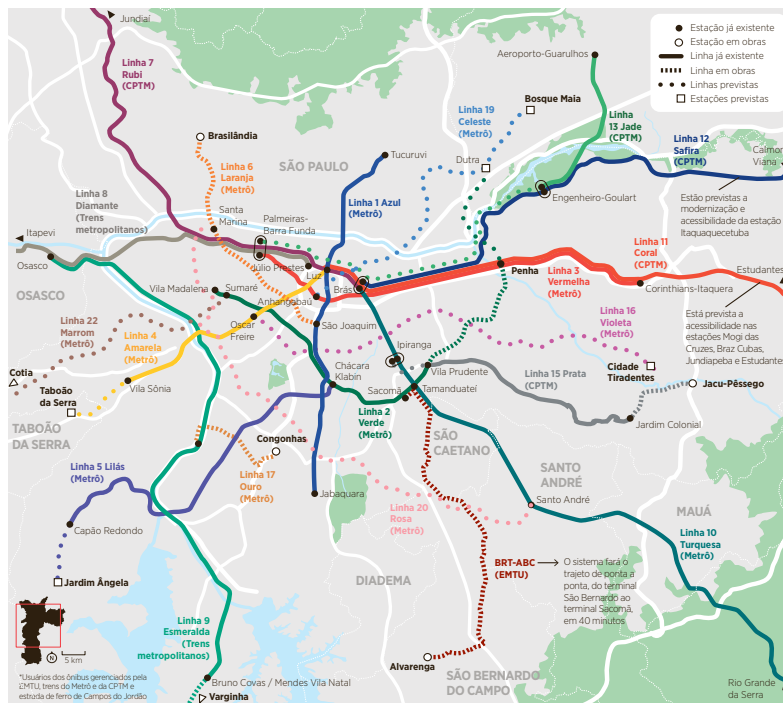 Jundiaí
Linha 7
Rubi
(CPTM)
Aeroporto-Guarulhos
Estação já existente
Estação em obras
Linha já existente
Linha em obras
Linhas previstas
Estações previstas
Linha 19
Celeste
(Metrô)
Bosque Maia
Linha
13 Jade
(CPTM)
Linha 12
Safira
(CPTM)
Calmon
Viana
Brasilândia
SÃO PAULO
Tucuruvi
Dutra
Linha 6
Laranja
(Metrô)
Linha 1 Azul
(Metrô)
Engenheiro-Goulart
Estão previstas a
modernização e
acessibilidade da estação
Itaquaquecetuba
Linha 8
Diamante
(Trens
metropolitanos)
Santa
Marina
Palmeiras-
Barra Funda
Itapevi
Osasco
OSASCO
Júlio Prestes
Luz
Brás
Penha
Linha 3
Vermelha
(Metrô)
Linha 11
Coral
(CPTM)
Estudantes
Corinthians-Itaquera
Vila Madalena
Sumaré
Anhangabaú
Oscar
Freire
São Joaquim
Linha 22
Marrom
(Metrô)
Linha 4
Amarela
(Metrô)
Linha 16
Violeta
(Metrô)
Está prevista a
acessibilidade nas
estações Mogi das
Cruzes, Braz Cubas,
Jundiapeba e Estudantes
Ipiranga
Cotia
Taboão
da Serra
Vila Sônia
Chácara
Klabin
Vila Prudente
Sacomã
Tamanduateí
Linha 15 Prata
(CPTM)
Cidade
Tiradentes
Jacu-Pêssego
Jardim Colonial
TABOÃO
DA SERRA
Linha 2
Verde
(Metrô)
Congonhas
SÃO
CAETANO
Linha 5 Lilás
(Metrô)
Linha 17
Ouro
(Metrô)
Jabaquara
SANTO
ANDRÉ
Santo André
Linha 20
Rosa
(Metrô)
MAUÁ
Capão Redondo
Linha 10
Turquesa
(Metrô)
Jardim Ângela
DIADEMA
BRT-ABC
(EMTU)
O sistema fará o
trajeto de ponta a
ponta, do terminal
São Bernardo ao
terminal Sacomã,
em 40 minutos
Linha 9
Esmeralda
(Trens
metropolitanos)
N
5 km
Alvarenga
SÃO BERNARDO
DO CAMPO
Rio Grande
da Serra
*Usuários dos ônibus gerenciados pela
EMTU, trens do Metrô e da CPTM e
estrada de ferro de Campos do Jordão
Bruno Covas / Mendes Vila Natal
Varginha